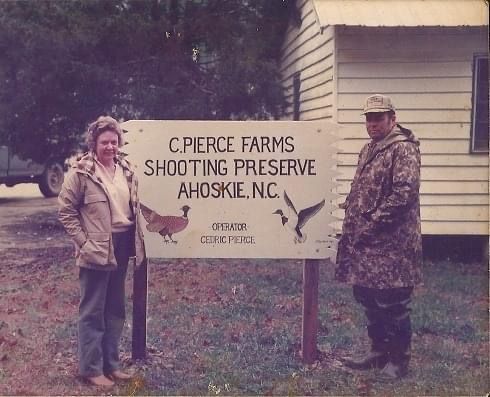 C.PIERCE FARMS
SHOOTING PRESERVE
AHOSKIE, N.C.
OPERATOR
CEDRIC PIERCE